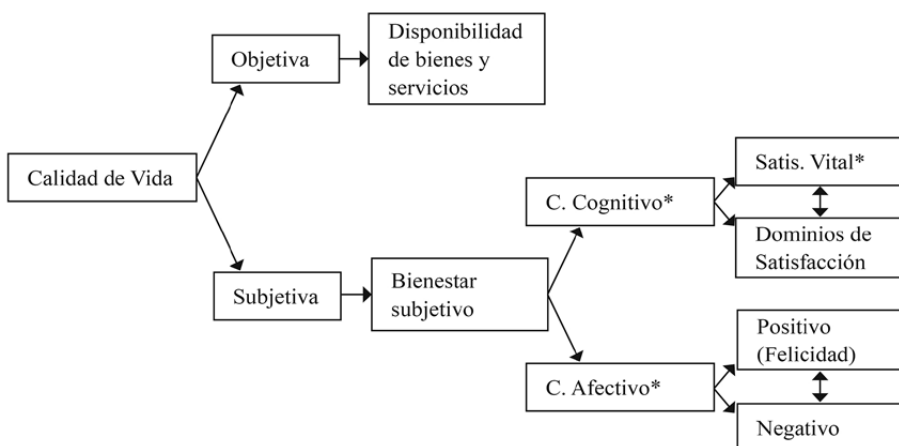 Disponibilidad
de bienes y
servicios
Objetiva
Calidad de Vida
Satis. Vital*
C. Cognitivo*
Dominios de
Satisfacción
Subjetiva
Bienestar
subjetivo
Positivo
(Felicidad)
C. Afectivo*
Negativo